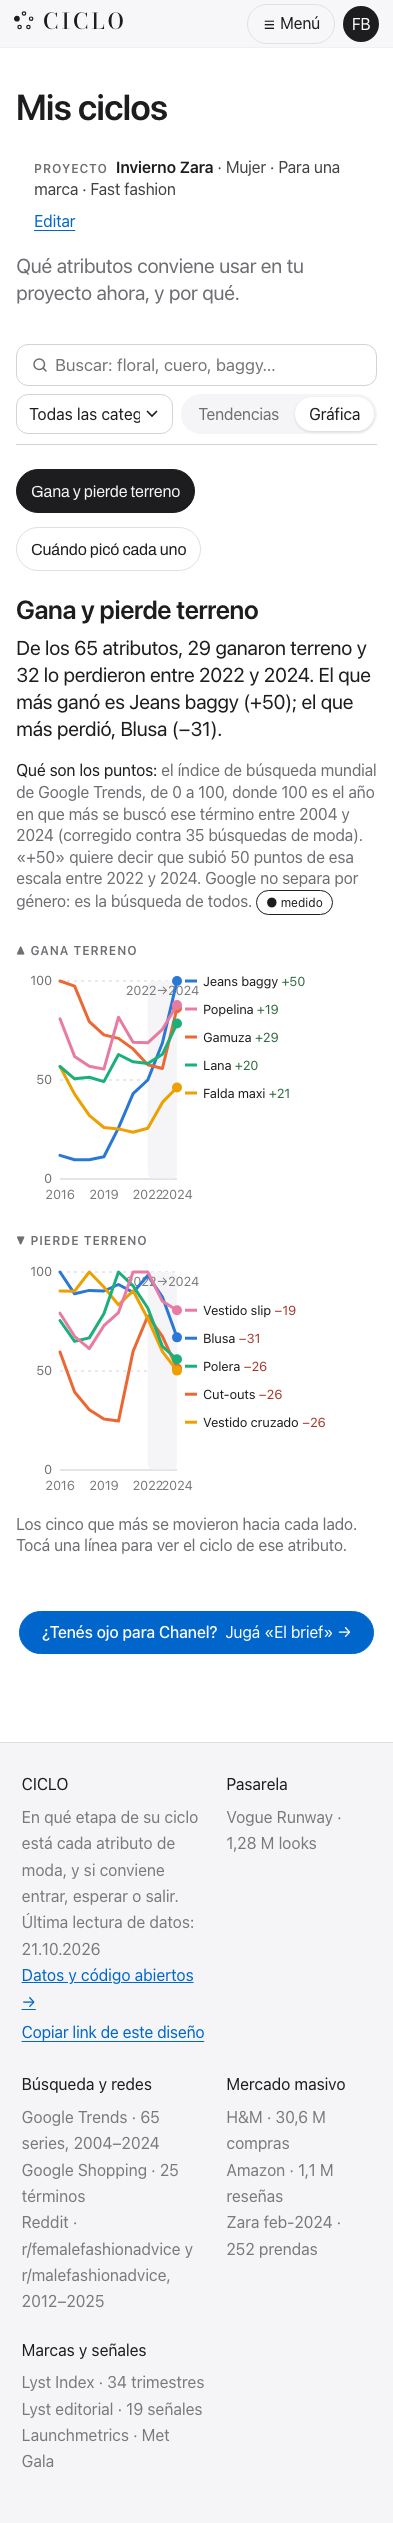 CICLO
≡ Menú
FB
Mis ciclos
PROYECTO Invierno Zara · Mujer · Para una
marca · Fast fashion
Editar
Qué atributos conviene usar en tu
proyecto ahora, y por qué.
Buscar: floral, cuero, baggy...
Todas las categ
Tendencias
Gráfica
Gana y pierde terreno
Cuándo picó cada uno
Gana y pierde terreno
De los 65 atributos, 29 ganaron terreno y
32 lo perdieron entre 2022 y 2024. El que
más ganó es Jeans baggy (+50); el que
más perdió, Blusa (−31).
Qué son los puntos: el índice de búsqueda mundial
de Google Trends, de 0 a 100, donde 100 es el año
en que más se buscó ese término entre 2004 y
2024 (corregido contra 35 búsquedas de moda).
«+50» quiere decir que subió 50 puntos de esa
escala entre 2022 y 2024. Google no separa por
género: es la búsqueda de todos. ● medido
▲ GANA TERRENO
100
2022→2024
Jeans baggy +50
Popelina +19
Gamuza +29
Lana +20
Falda maxi +21
50
0
2016 2019 2022 2024
▼ PIERDE TERRENO
100
2022→2024
Vestido slip −19
Blusa −31
Polera −26
Cut-outs −26
Vestido cruzado −26
50
0
2016 2019 2022 2024
Los cinco que más se movieron hacia cada lado.
Tocá una línea para ver el ciclo de ese atributo.
¿Tenés ojo para Chanel? Jugá «El brief» →
CICLO
En qué etapa de su ciclo
está cada atributo de
moda, y si conviene
entrar, esperar o salir.
Última lectura de datos:
21.10.2026
Datos y código abiertos
→
Copiar link de este diseño
Pasarela
Vogue Runway ·
1,28 M looks
Búsqueda y redes
Google Trends · 65
series, 2004–2024
Google Shopping · 25
términos
Reddit ·
r/femalefashionadvice y
r/malefashionadvice,
2012–2025
Mercado masivo
H&M · 30,6 M
compras
Amazon · 1,1 M
reseñas
Zara feb-2024 ·
252 prendas
Marcas y señales
Lyst Index · 34 trimestres
Lyst editorial · 19 señales
Launchmetrics · Met
Gala